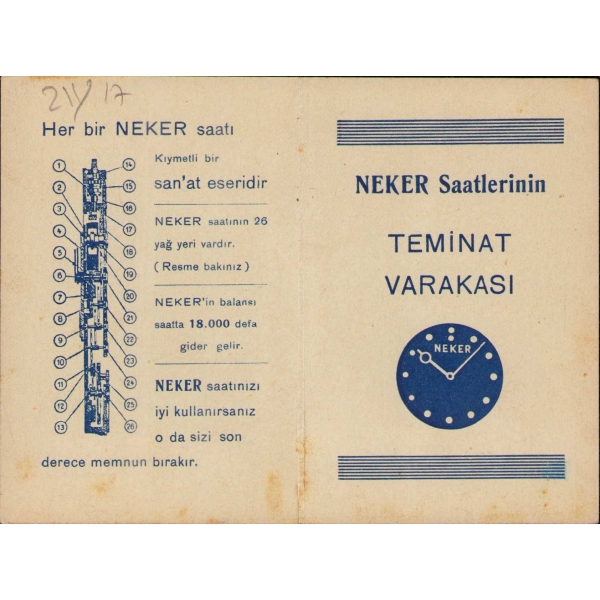 21/ 17
Her bir NEKER saati
Kıymetli bir
san'at eseridir
NEKER saatının 26
yağ yeri vardır.
( Resme bakınız )
NEKER'in balansı
saatta 18.000 defa
gider gelir.
NEKER saatınızı
iyi kullanırsanız
o da sizi son
derece memnun bırakır.
1
2
3
4
5
6
7
8
9
10
11
12
13
14
15
16
17
18
19
20
21
22
23
24
25
26
NEKER Saatlerinin
TEMİNAT
VARAKASI
NEKER